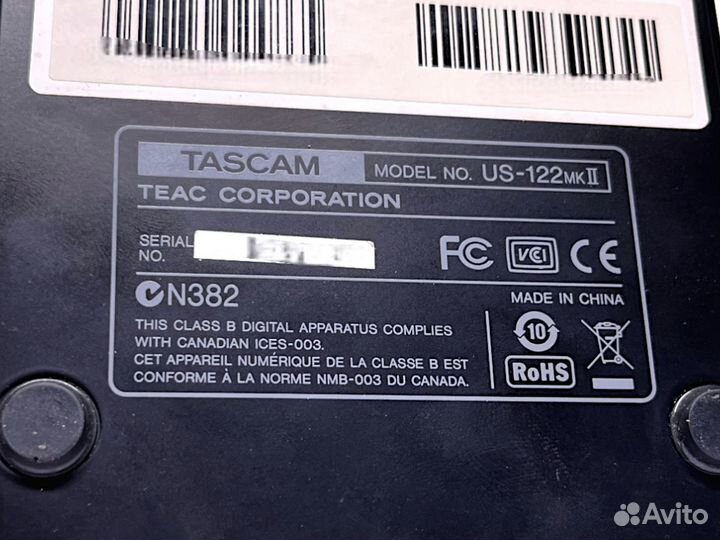 TASCAM
MODEL NO. US-122MKII
TEAC CORPORATION
SERIAL
NO.
FC VCI CE
N382
MADE IN CHINA
10
THIS CLASS B DIGITAL APPARATUS COMPLIES
WITH CANADIAN ICES-003.
CET APPAREIL NUMÉRIQUE DE LA CLASSE B EST
CONFORME À LA NORME NMB-003 DU CANADA.
RoHS
Avito